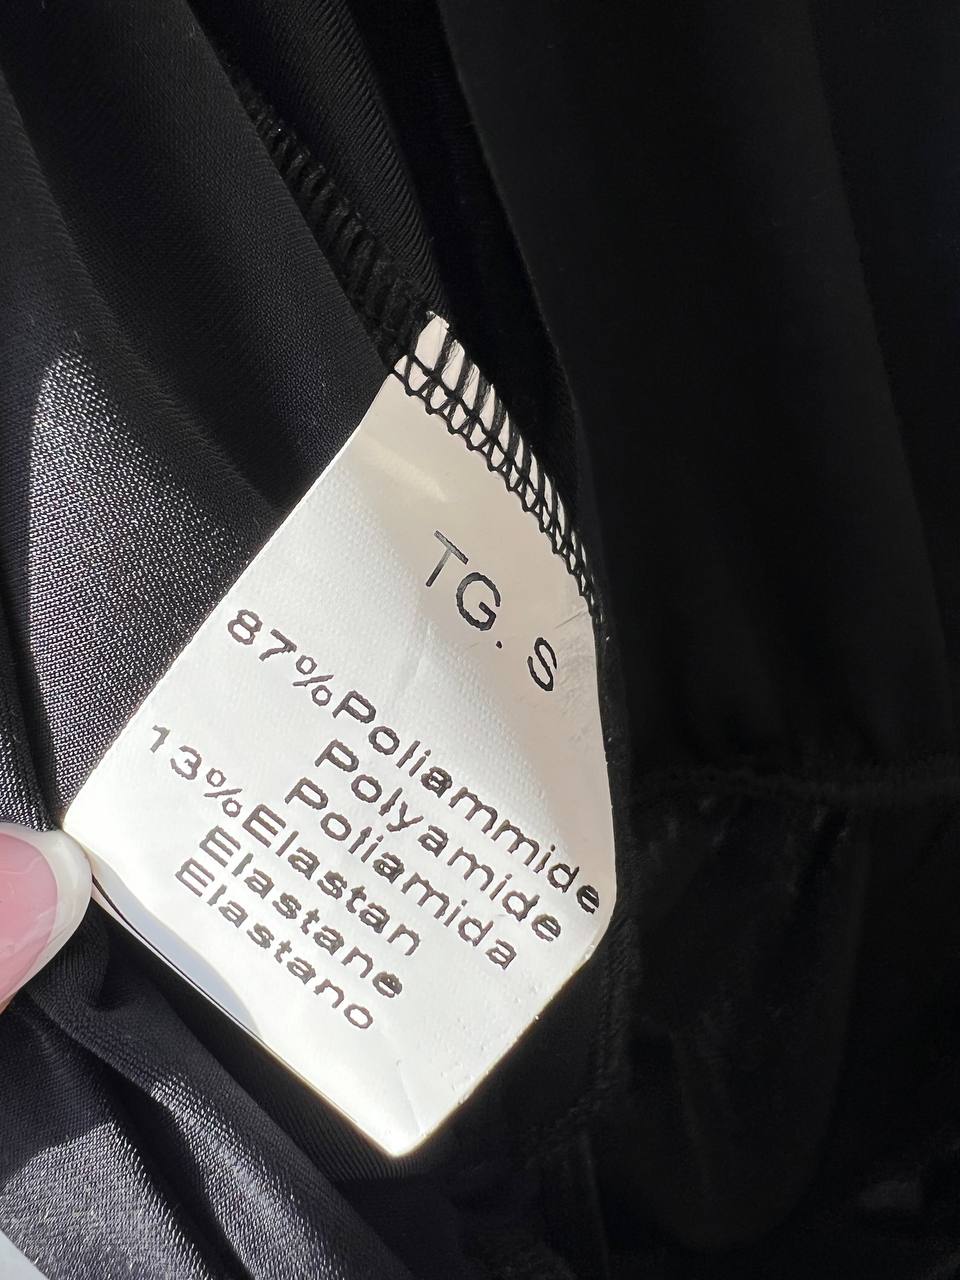 TG. S
87%Poliammide
Polyamide
Poliamida
13%Elastan
Elastane
Elastano